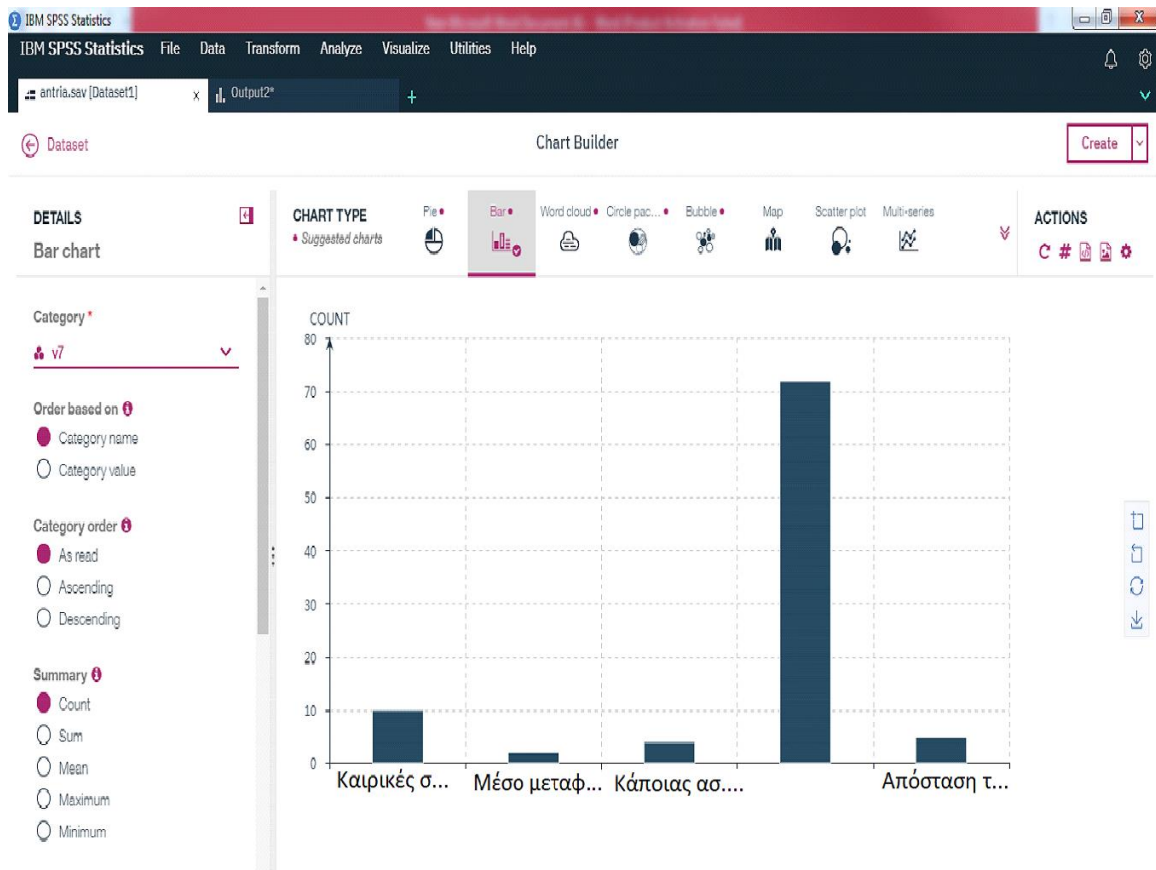 IBM SPSS Statistics
IBM SPSS Statistics File Data Transform Analyze Visualize Utilities Help
antria.sav [Dataset1] x Output2* +
Dataset Chart Builder Create
DETAILS
Bar chart
CHART TYPE
Suggested charts
Pie Bar Word cloud Circle pac... Bubble Map Scatter plot Multi-series
ACTIONS
Category *
v7
Order based on
Category name
Category value
Category order
As read
Ascending
Descending
Summary
Count
Sum
Mean
Maximum
Minimum
COUNT
80
70
60
50
40
30
20
10
0
Καιρικές σ... Μέσο μεταφ... Κάποιας ασ.... Απόσταση τ...